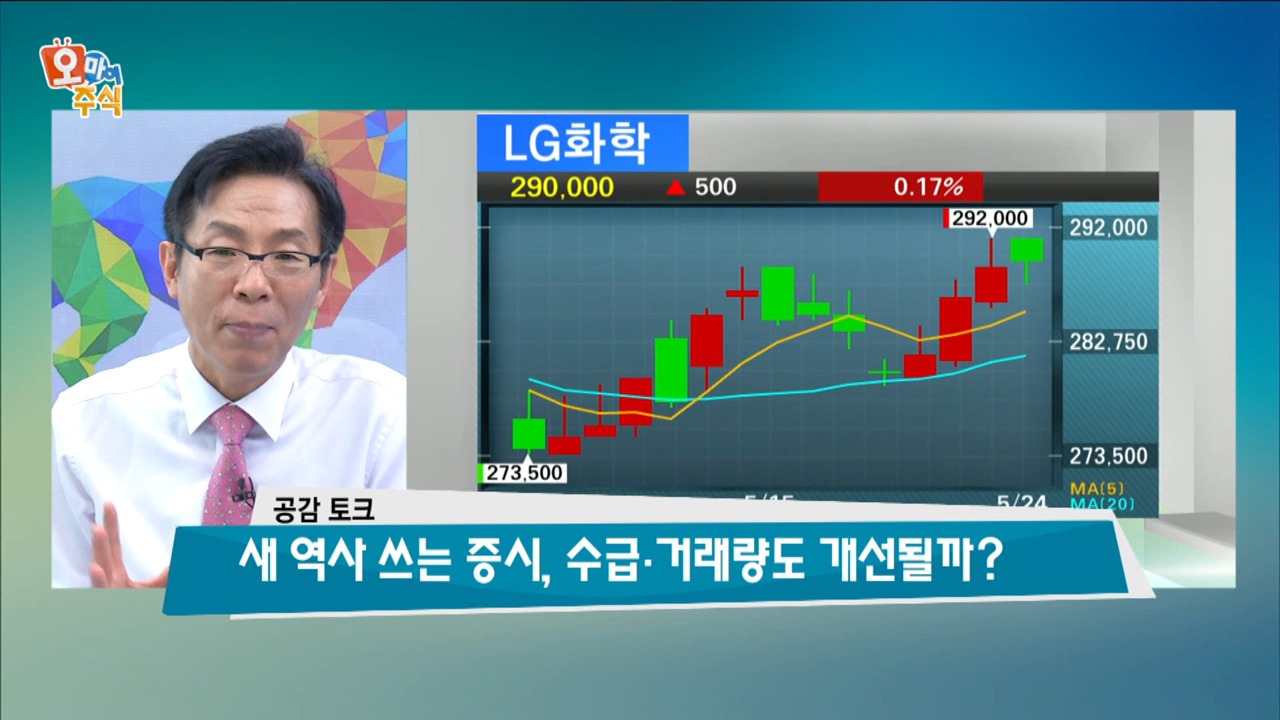 오마이
주식
LG화학
290,000 ▲ 500 0.17%
292,000
292,000
282,750
273,500
273,500
MA(5)
MA(20)
5/15 5/24
공감 토크
새 역사 쓰는 증시, 수급·거래량도 개선될까?